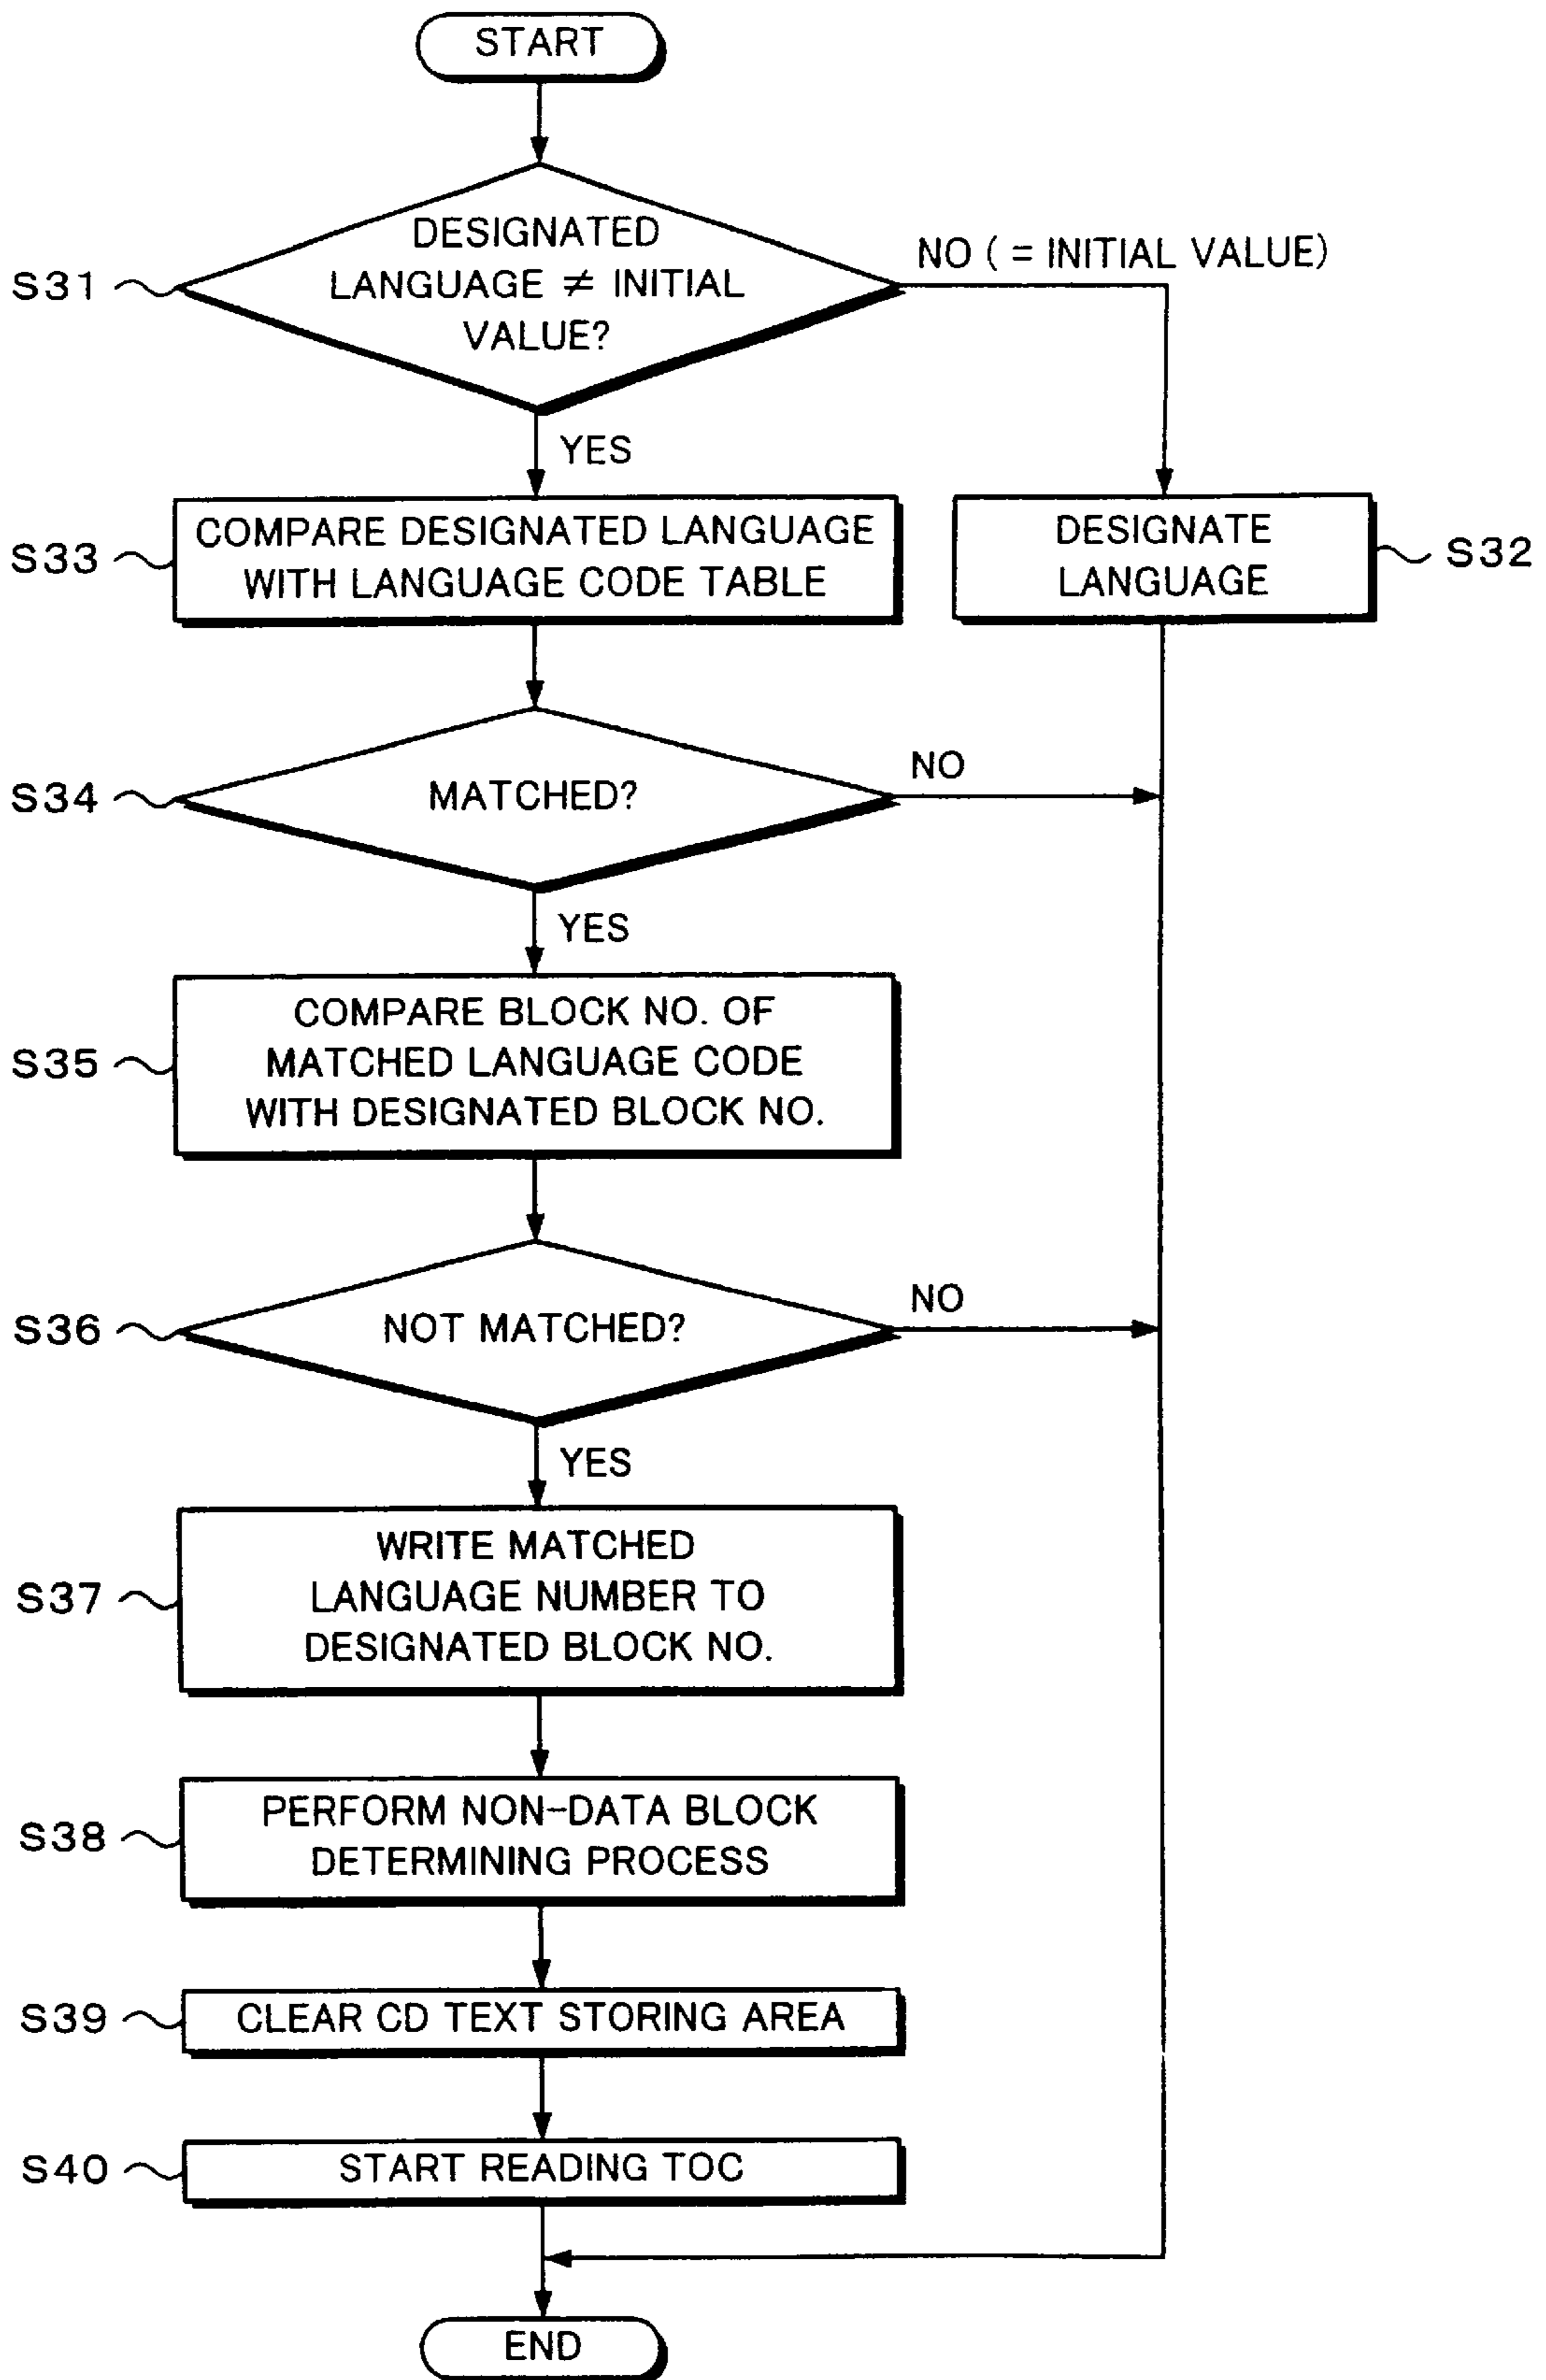 START
S31
DESIGNATED
LANGUAGE ≠ INITIAL
VALUE?
NO ( = INITIAL VALUE)
YES
S33
COMPARE DESIGNATED LANGUAGE
WITH LANGUAGE CODE TABLE
DESIGNATE
LANGUAGE
S32
S34
MATCHED?
NO
YES
S35
COMPARE BLOCK NO. OF
MATCHED LANGUAGE CODE
WITH DESIGNATED BLOCK NO.
S36
NOT MATCHED?
NO
YES
S37
WRITE MATCHED
LANGUAGE NUMBER TO
DESIGNATED BLOCK NO.
S38
PERFORM NON-DATA BLOCK
DETERMINING PROCESS
S39
CLEAR CD TEXT STORING AREA
S40
START READING TOC
END